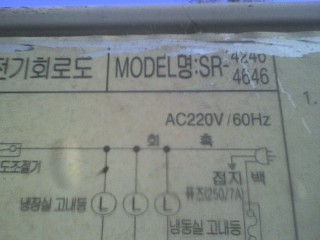 전기회로도 MODEL명:SR-4246
4646
AC220V/60Hz
1.
회 흑
도조절기
접지 백
퓨즈(250/7A)
냉장실 고내등 L L L
냉동실 고내등